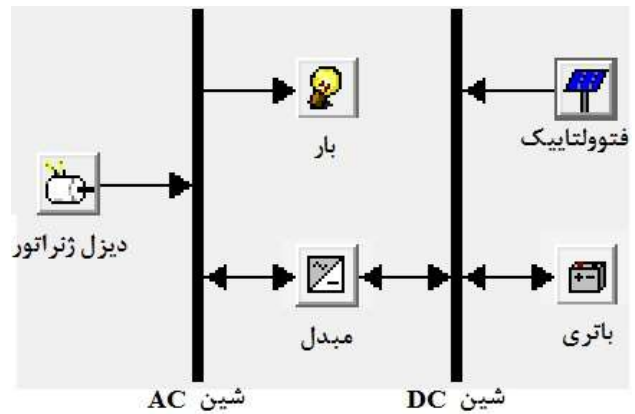 بار
فتوولتاییک
دیزل ژنراتور
مبدل
باتری
شین AC
شین DC